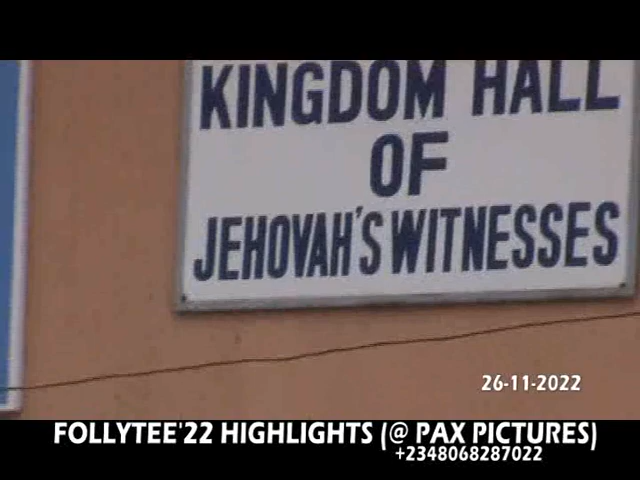 KINGDOM HALL
OF
JEHOVAH'S WITNESSES
26-11-2022
FOLLYTEE'22 HIGHLIGHTS (@ PAX PICTURES)
+2348068287022